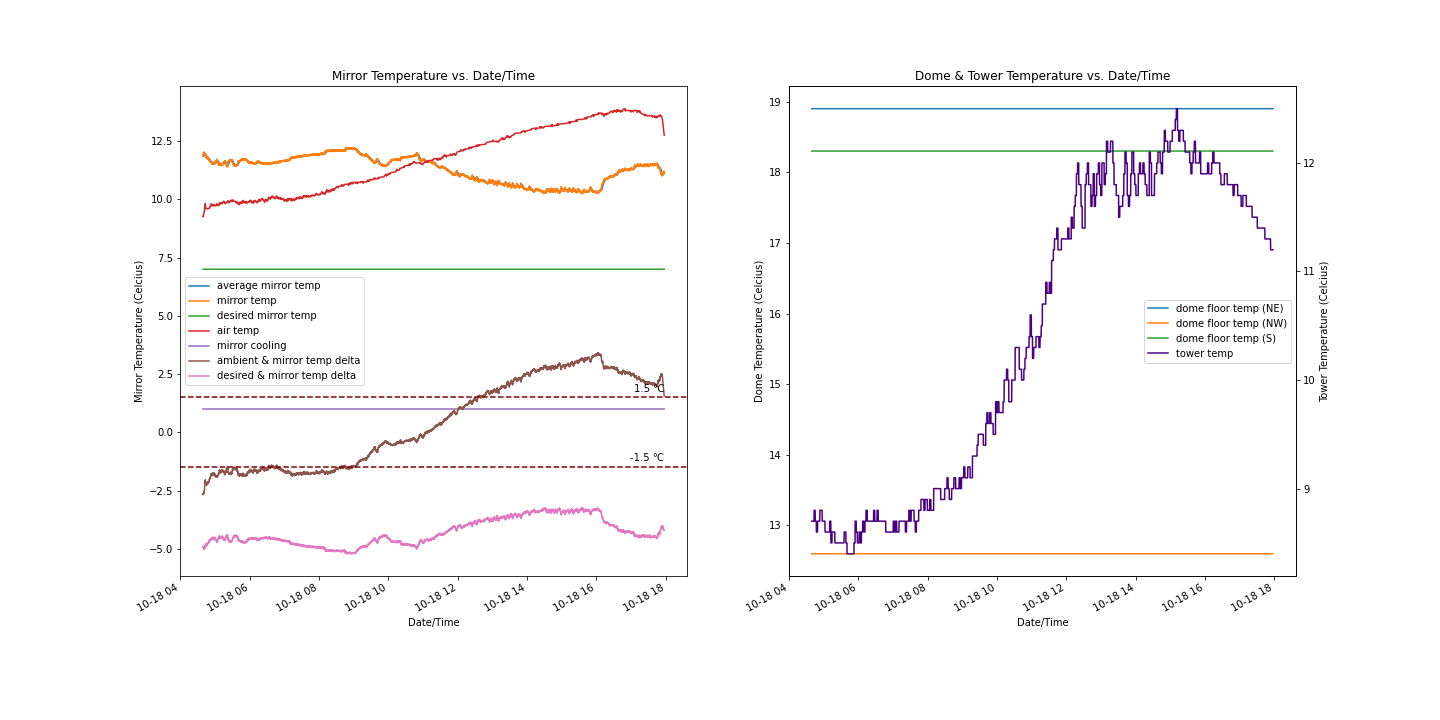 Mirror Temperature vs. Date/Time
12.5
10.0
7.5
5.0
2.5
0.0
−2.5
−5.0
Mirror Temperature (Celcius)
average mirror temp
mirror temp
desired mirror temp
air temp
mirror cooling
ambient & mirror temp delta
desired & mirror temp delta
1.5 ℃
-1.5 ℃
10-18 04
10-18 06
10-18 08
10-18 10
10-18 12
10-18 14
10-18 16
10-18 18
Date/Time
Dome & Tower Temperature vs. Date/Time
19
18
17
16
15
14
13
Dome Temperature (Celcius)
dome floor temp (NE)
dome floor temp (NW)
dome floor temp (S)
tower temp
12
11
10
9
Tower Temperature (Celcius)
10-18 04
10-18 06
10-18 08
10-18 10
10-18 12
10-18 14
10-18 16
10-18 18
Date/Time